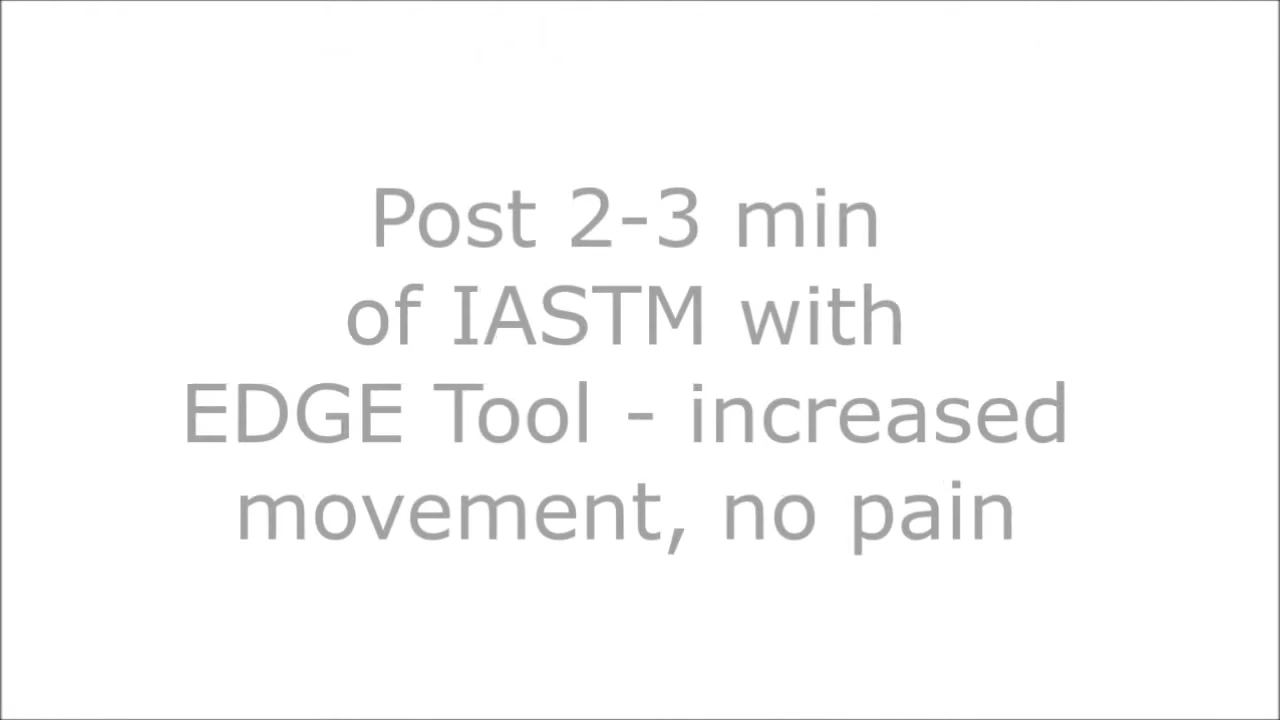 Post 2-3 min
of IASTM with
EDGE Tool - increased
movement, no pain